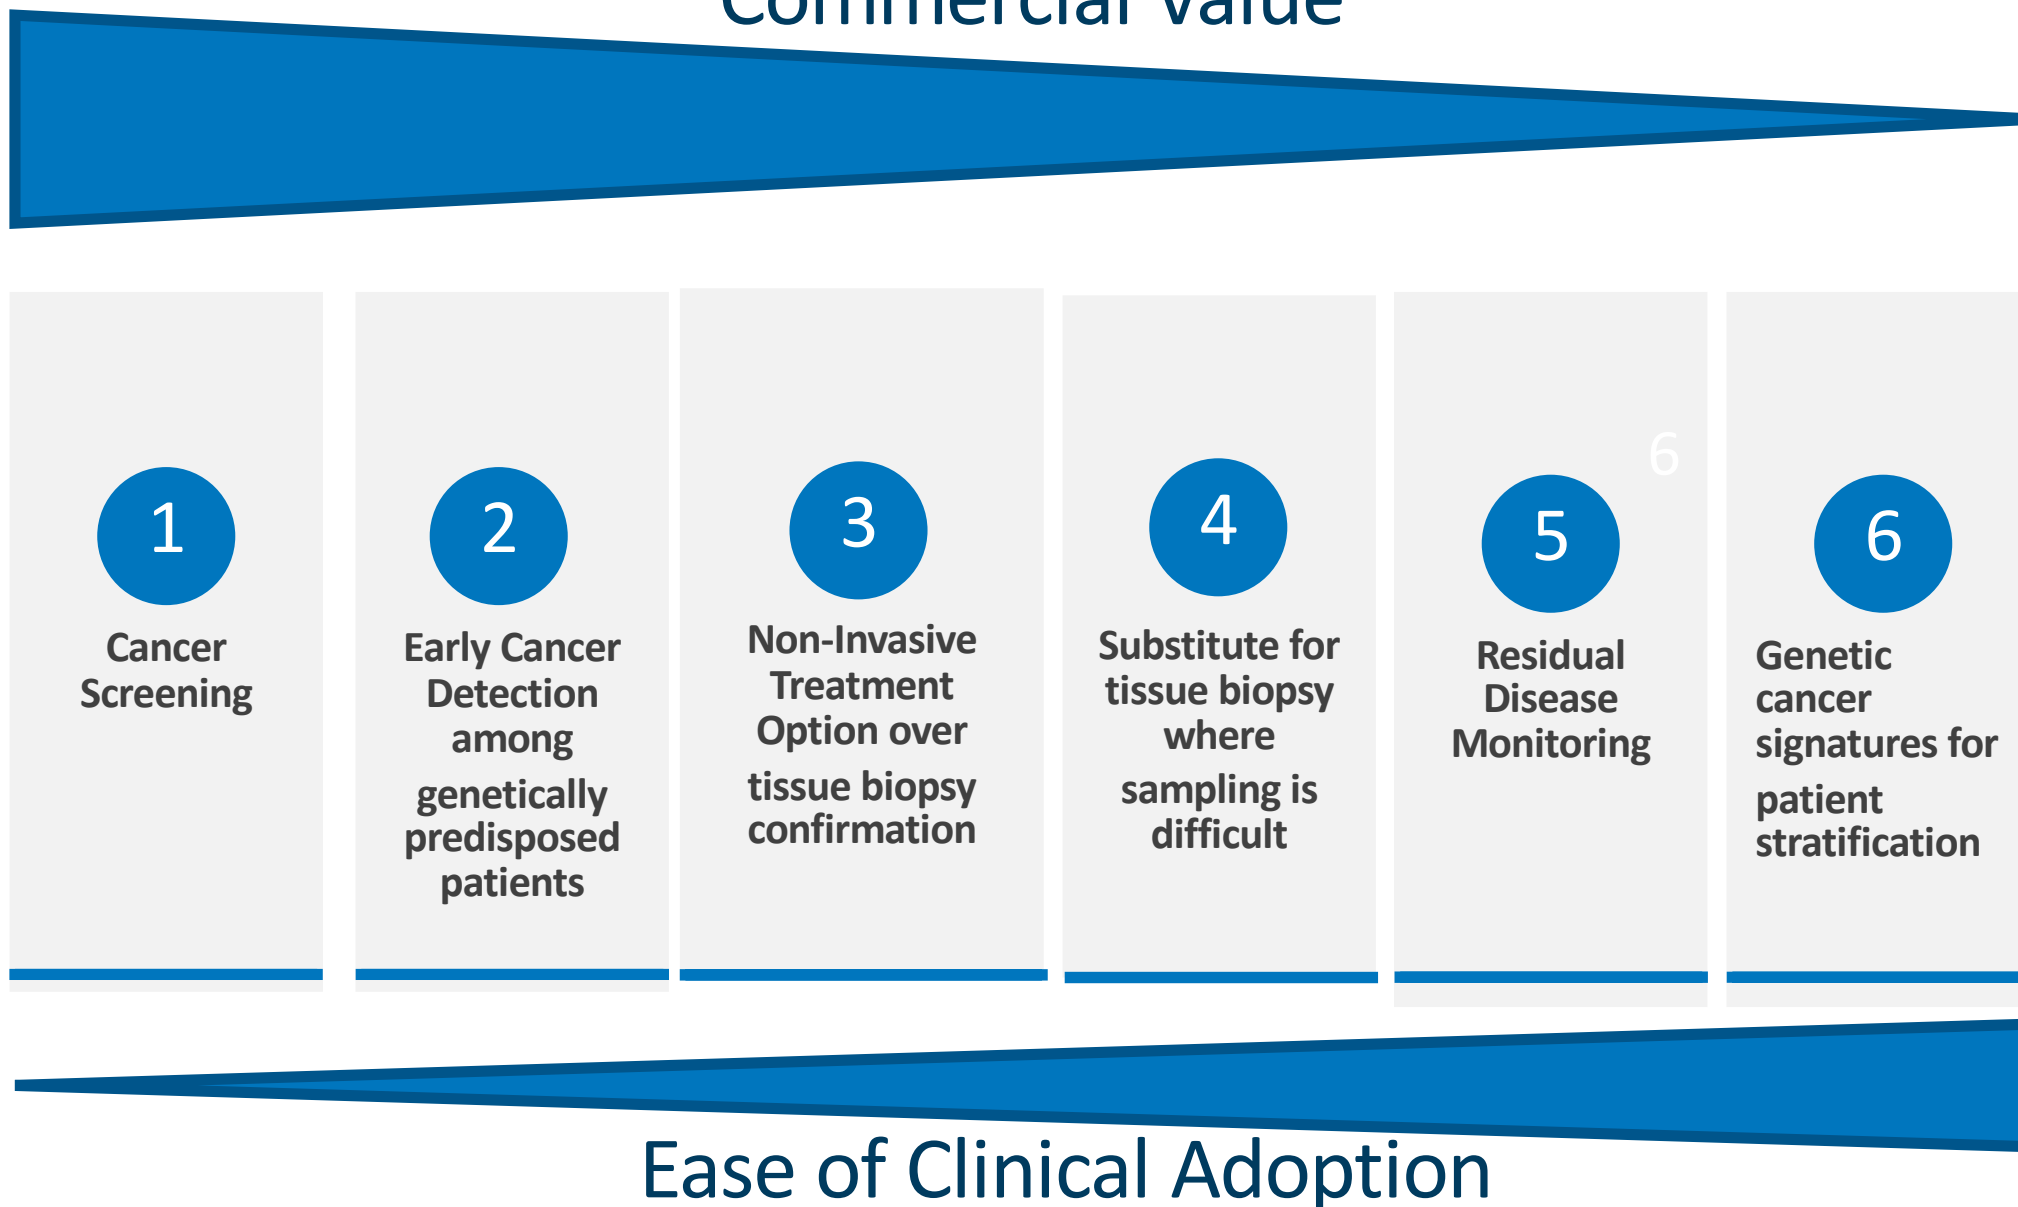 Commercial Value
6
1
Cancer
Screening
2
Early Cancer
Detection
among
genetically
predisposed
patients
3
Non-Invasive
Treatment
Option over
tissue biopsy
confirmation
4
Substitute for
tissue biopsy
where
sampling is
difficult
5
Residual
Disease
Monitoring
6
Genetic
cancer
signatures for
patient
stratification
Ease of Clinical Adoption